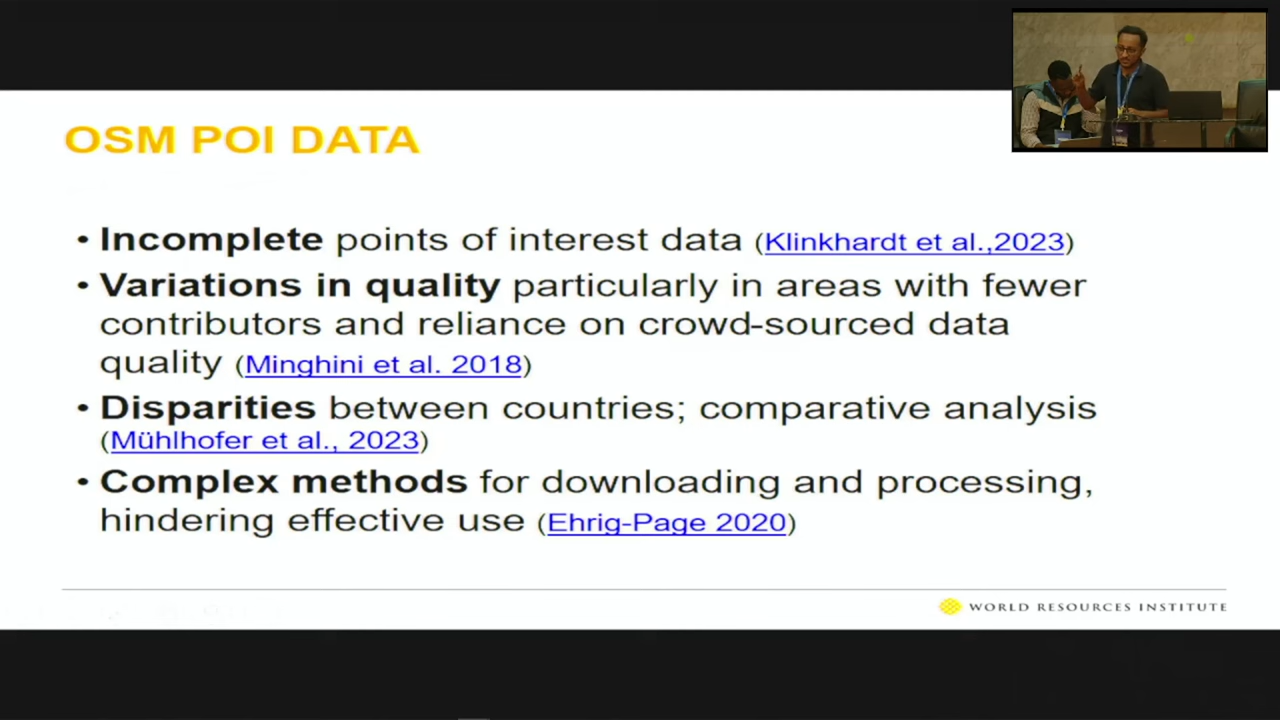 OSM POI DATA
• Incomplete points of interest data (Klinkhardt et al.,2023)
• Variations in quality particularly in areas with fewer
contributors and reliance on crowd-sourced data
quality (Minghini et al. 2018)
• Disparities between countries; comparative analysis
(Mühlhofer et al., 2023)
• Complex methods for downloading and processing,
hindering effective use (Ehrig-Page 2020)
WORLD RESOURCES INSTITUTE